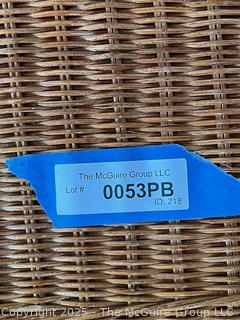 The McGuire Group LLC
Lot # 0053PB
ID: 218
Copyright 2025 - The McGuire Group LLC